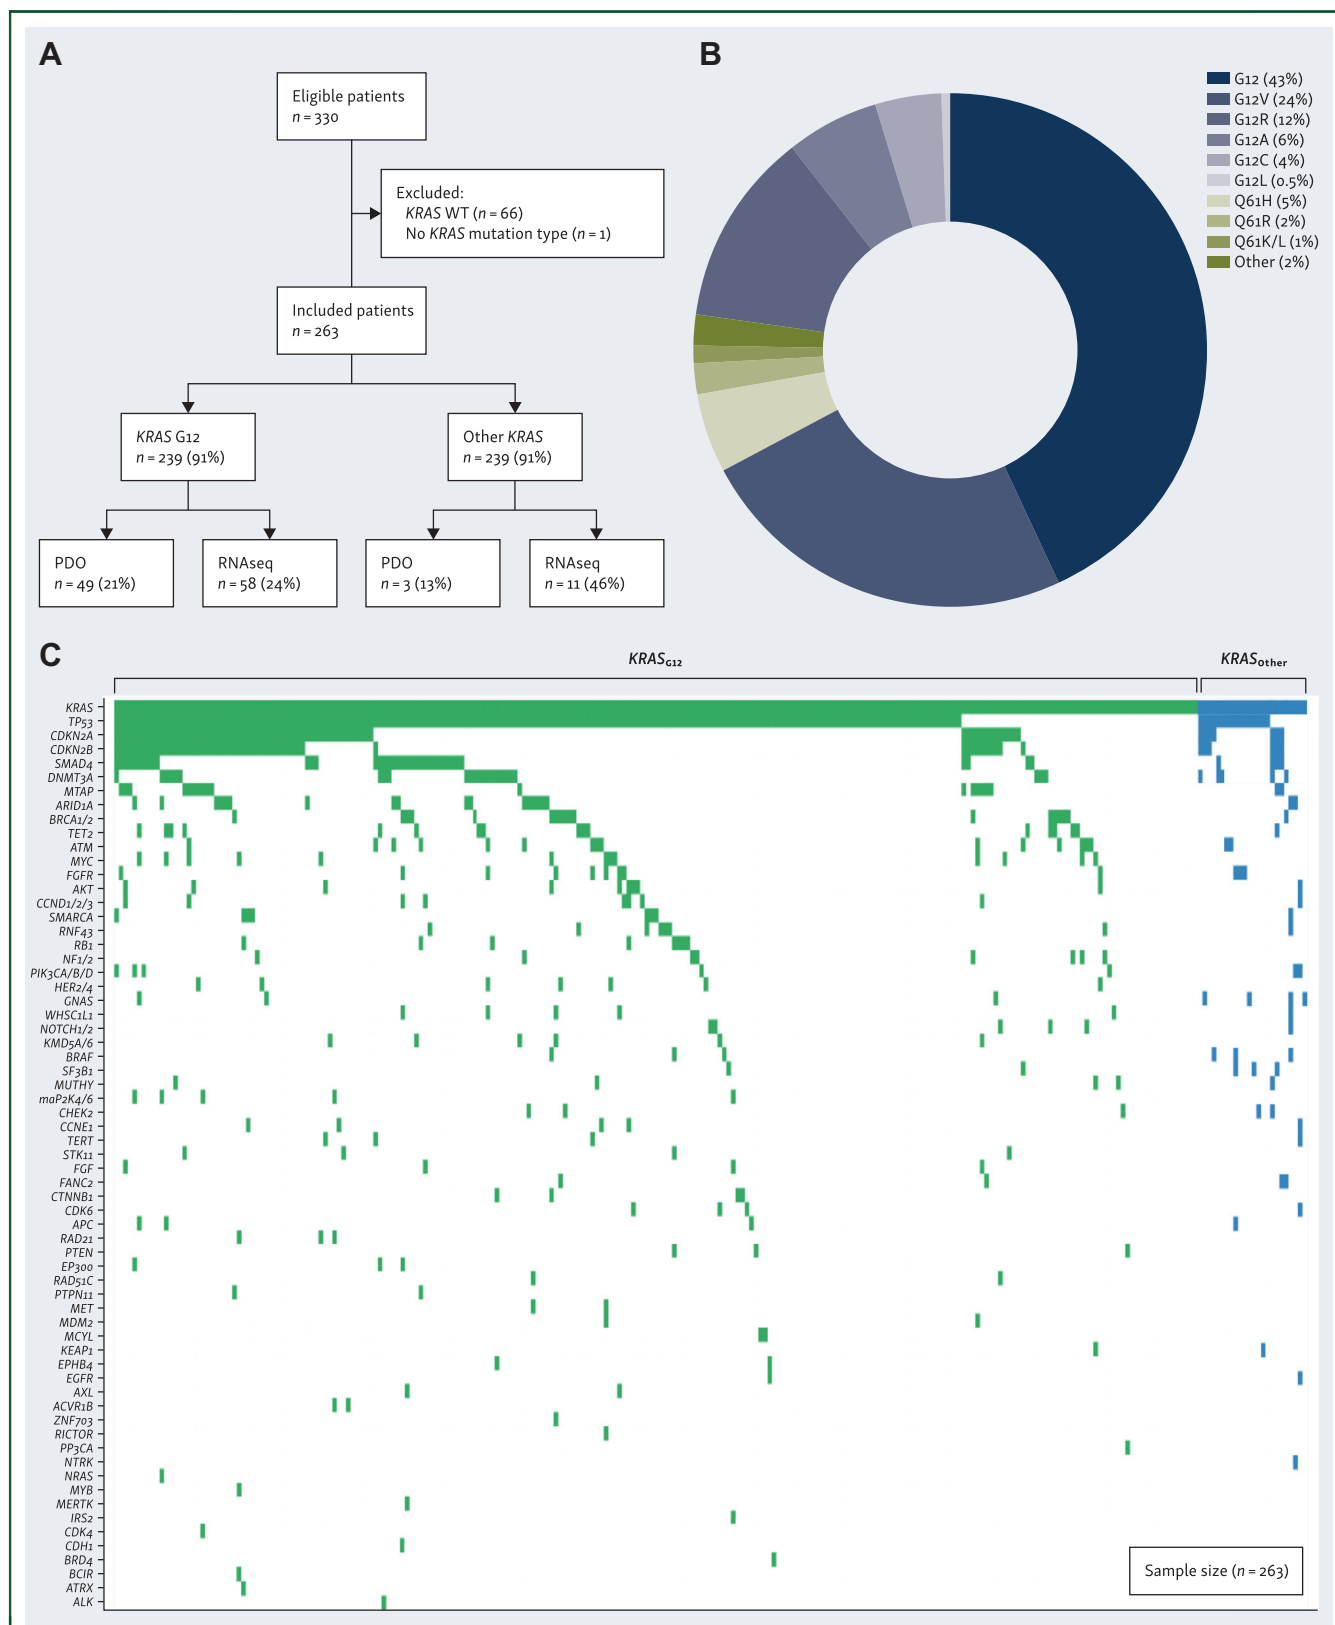 A
Eligible patients
n = 330
Excluded:
KRAS WT (n = 66)
No KRAS mutation type (n = 1)
Included patients
n = 263
KRAS G12
n = 239 (91%)
Other KRAS
n = 239 (91%)
PDO
n = 49 (21%)
RNAseq
n = 58 (24%)
PDO
n = 3 (13%)
RNAseq
n = 11 (46%)
B
G12 (43%)
G12V (24%)
G12R (12%)
G12A (6%)
G12C (4%)
G12L (0.5%)
Q61H (5%)
Q61R (2%)
Q61K/L (1%)
Other (2%)
C
KRASG12
KRASOther
KRAS
TP53
CDKN2A
CDKN2B
SMAD4
DNMT3A
MTAP
ARID1A
BRCA1/2
TET2
ATM
MYC
FGFR
AKT
CCND1/2/3
SMARCA
RNF43
RB1
NF1/2
PIK3CA/B/D
HER2/4
GNAS
WHSC1L1
NOTCH1/2
KMD5A/6
BRAF
SF3B1
MUTHY
maP2K4/6
CHEK2
CCNE1
TERT
STK11
FGF
FANC2
CTNNB1
CDK6
APC
RAD21
PTEN
EP300
RAD51C
PTPN11
MET
MDM2
MCYL
KEAP1
EPHB4
EGFR
AXL
ACVR1B
ZNF703
RICTOR
PP3CA
NTRK
NRAS
MYB
MERTK
IRS2
CDK4
CDH1
BRD4
BCIR
ATRX
ALK
Sample size (n = 263)